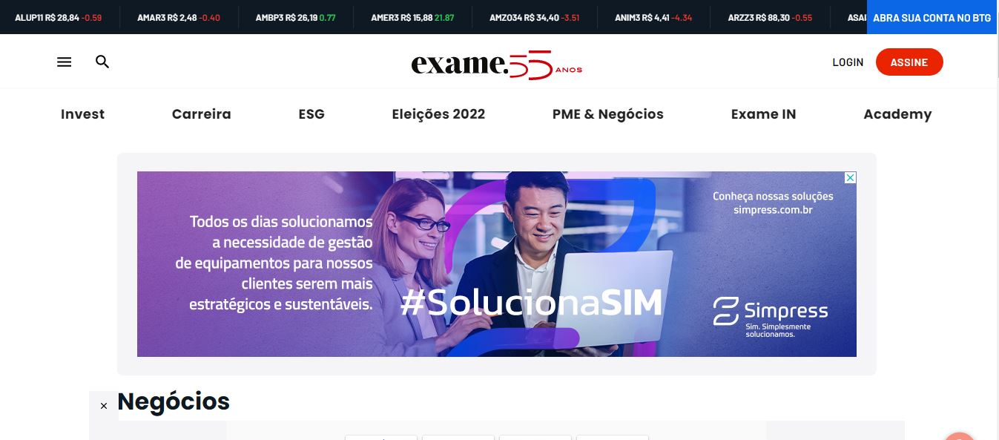 ALUP11 R$ 28,84 -0.59 AMAR3 R$ 2,48 -0.40 AMBP3 R$ 26,19 0.77 AMER3 R$ 15,88 21.87 AMZO34 R$ 34,40 -3.51 ANIM3 R$ 4,41 -4.34 ARZZ3 R$ 88,30 -0.55 ABRA SUA CONTA NO BTG
exame. 55 ANOS LOGIN ASSINE
Invest Carreira ESG Eleições 2022 PME & Negócios Exame IN Academy
Todos os dias solucionamos
a necessidade de gestão
de equipamentos para nossos
clientes serem mais
estratégicos e sustentáveis.
#SolucionaSIM
Conheça nossas soluções
simpress.com.br
Simpress
Sim. Simplesmente
solucionamos.
Negócios